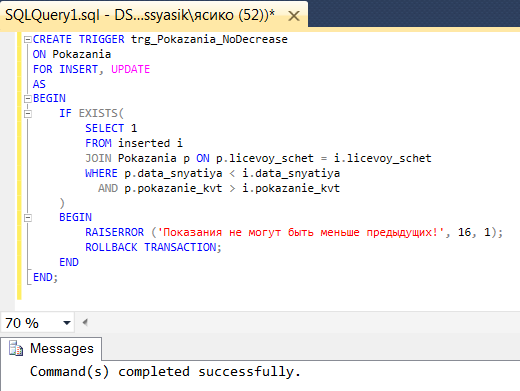 SQLQuery1.sql - DS...ssyasik\ясико (52))*
CREATE TRIGGER trg_Pokazania_NoDecrease
ON Pokazania
FOR INSERT, UPDATE
AS
BEGIN
IF EXISTS(
SELECT 1
FROM inserted i
JOIN Pokazania p ON p.licevoy_schet = i.licevoy_schet
WHERE p.data_snyatiya < i.data_snyatiya
AND p.pokazanie_kvt > i.pokazanie_kvt
)
BEGIN
RAISERROR ('Показания не могут быть меньше предыдущих!', 16, 1);
ROLLBACK TRANSACTION;
END
END;
70 %
Messages
Command(s) completed successfully.